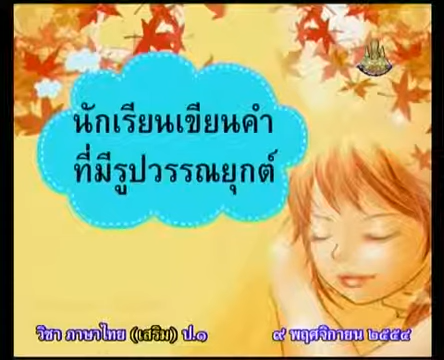 นักเรียนเขียนคำ
ที่มีรูปวรรณยุกต์
วิชา ภาษาไทย (เสริม) ป.๑
๙ พฤศจิกายน ๒๕๕๔